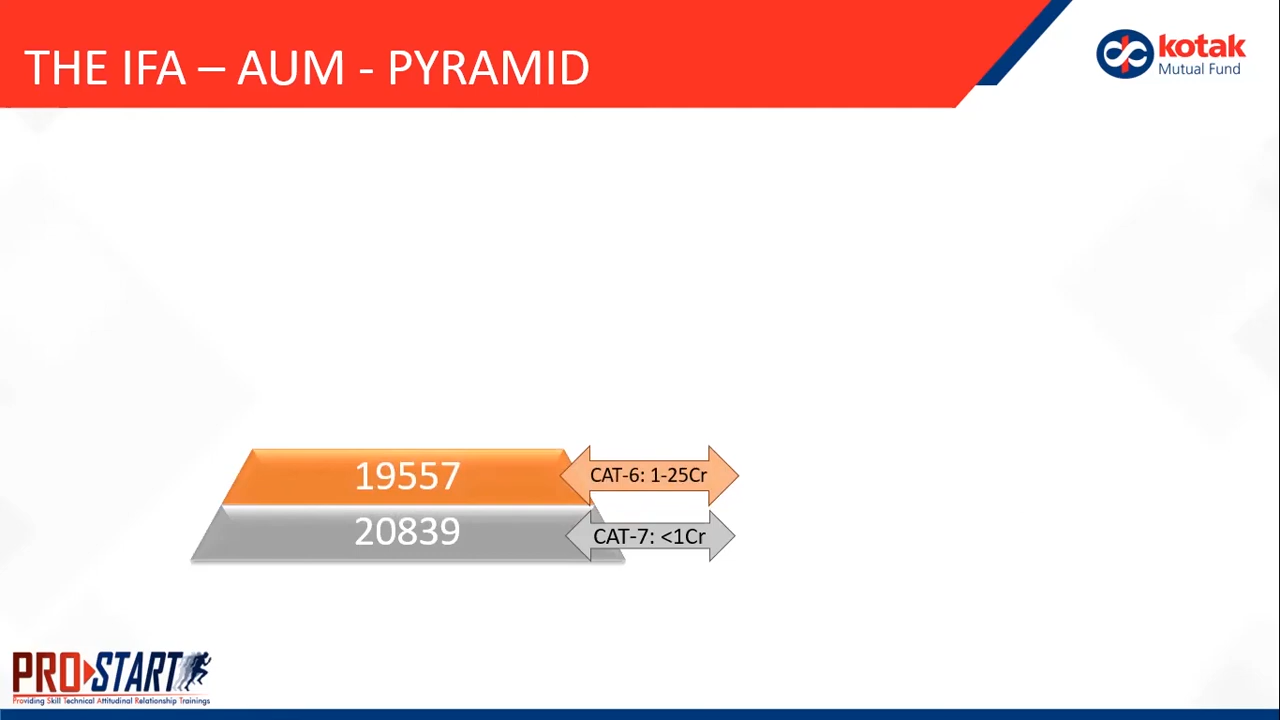 THE IFA – AUM - PYRAMID
kotak
Mutual Fund
19557
CAT-6: 1-25Cr
20839
CAT-7: <1Cr
PRO START
Providing Skill Technical Attitudinal Relationship Trainings